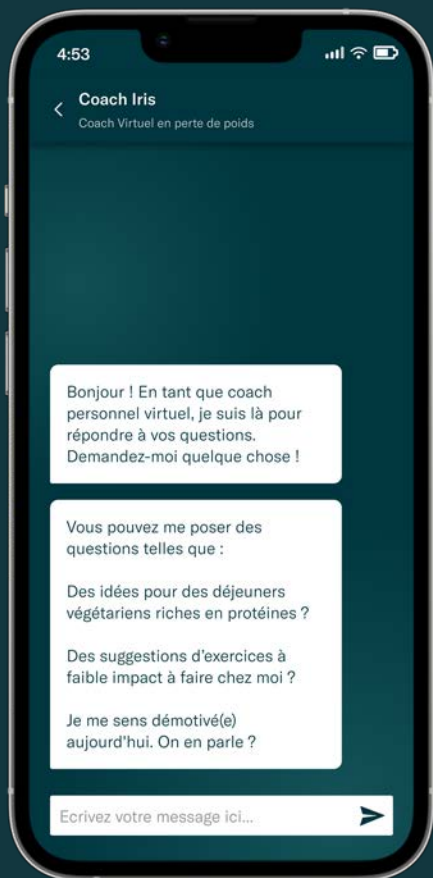 4:53
Coach Iris
Coach Virtuel en perte de poids
Bonjour ! En tant que coach
personnel virtuel, je suis là pour
répondre à vos questions.
Demandez-moi quelque chose !
Vous pouvez me poser des
questions telles que :
Des idées pour des déjeuners
végétariens riches en protéines ?
Des suggestions d'exercices à
faible impact à faire chez moi ?
Je me sens démotivé(e)
aujourd'hui. On en parle ?
Ecrivez votre message ici...